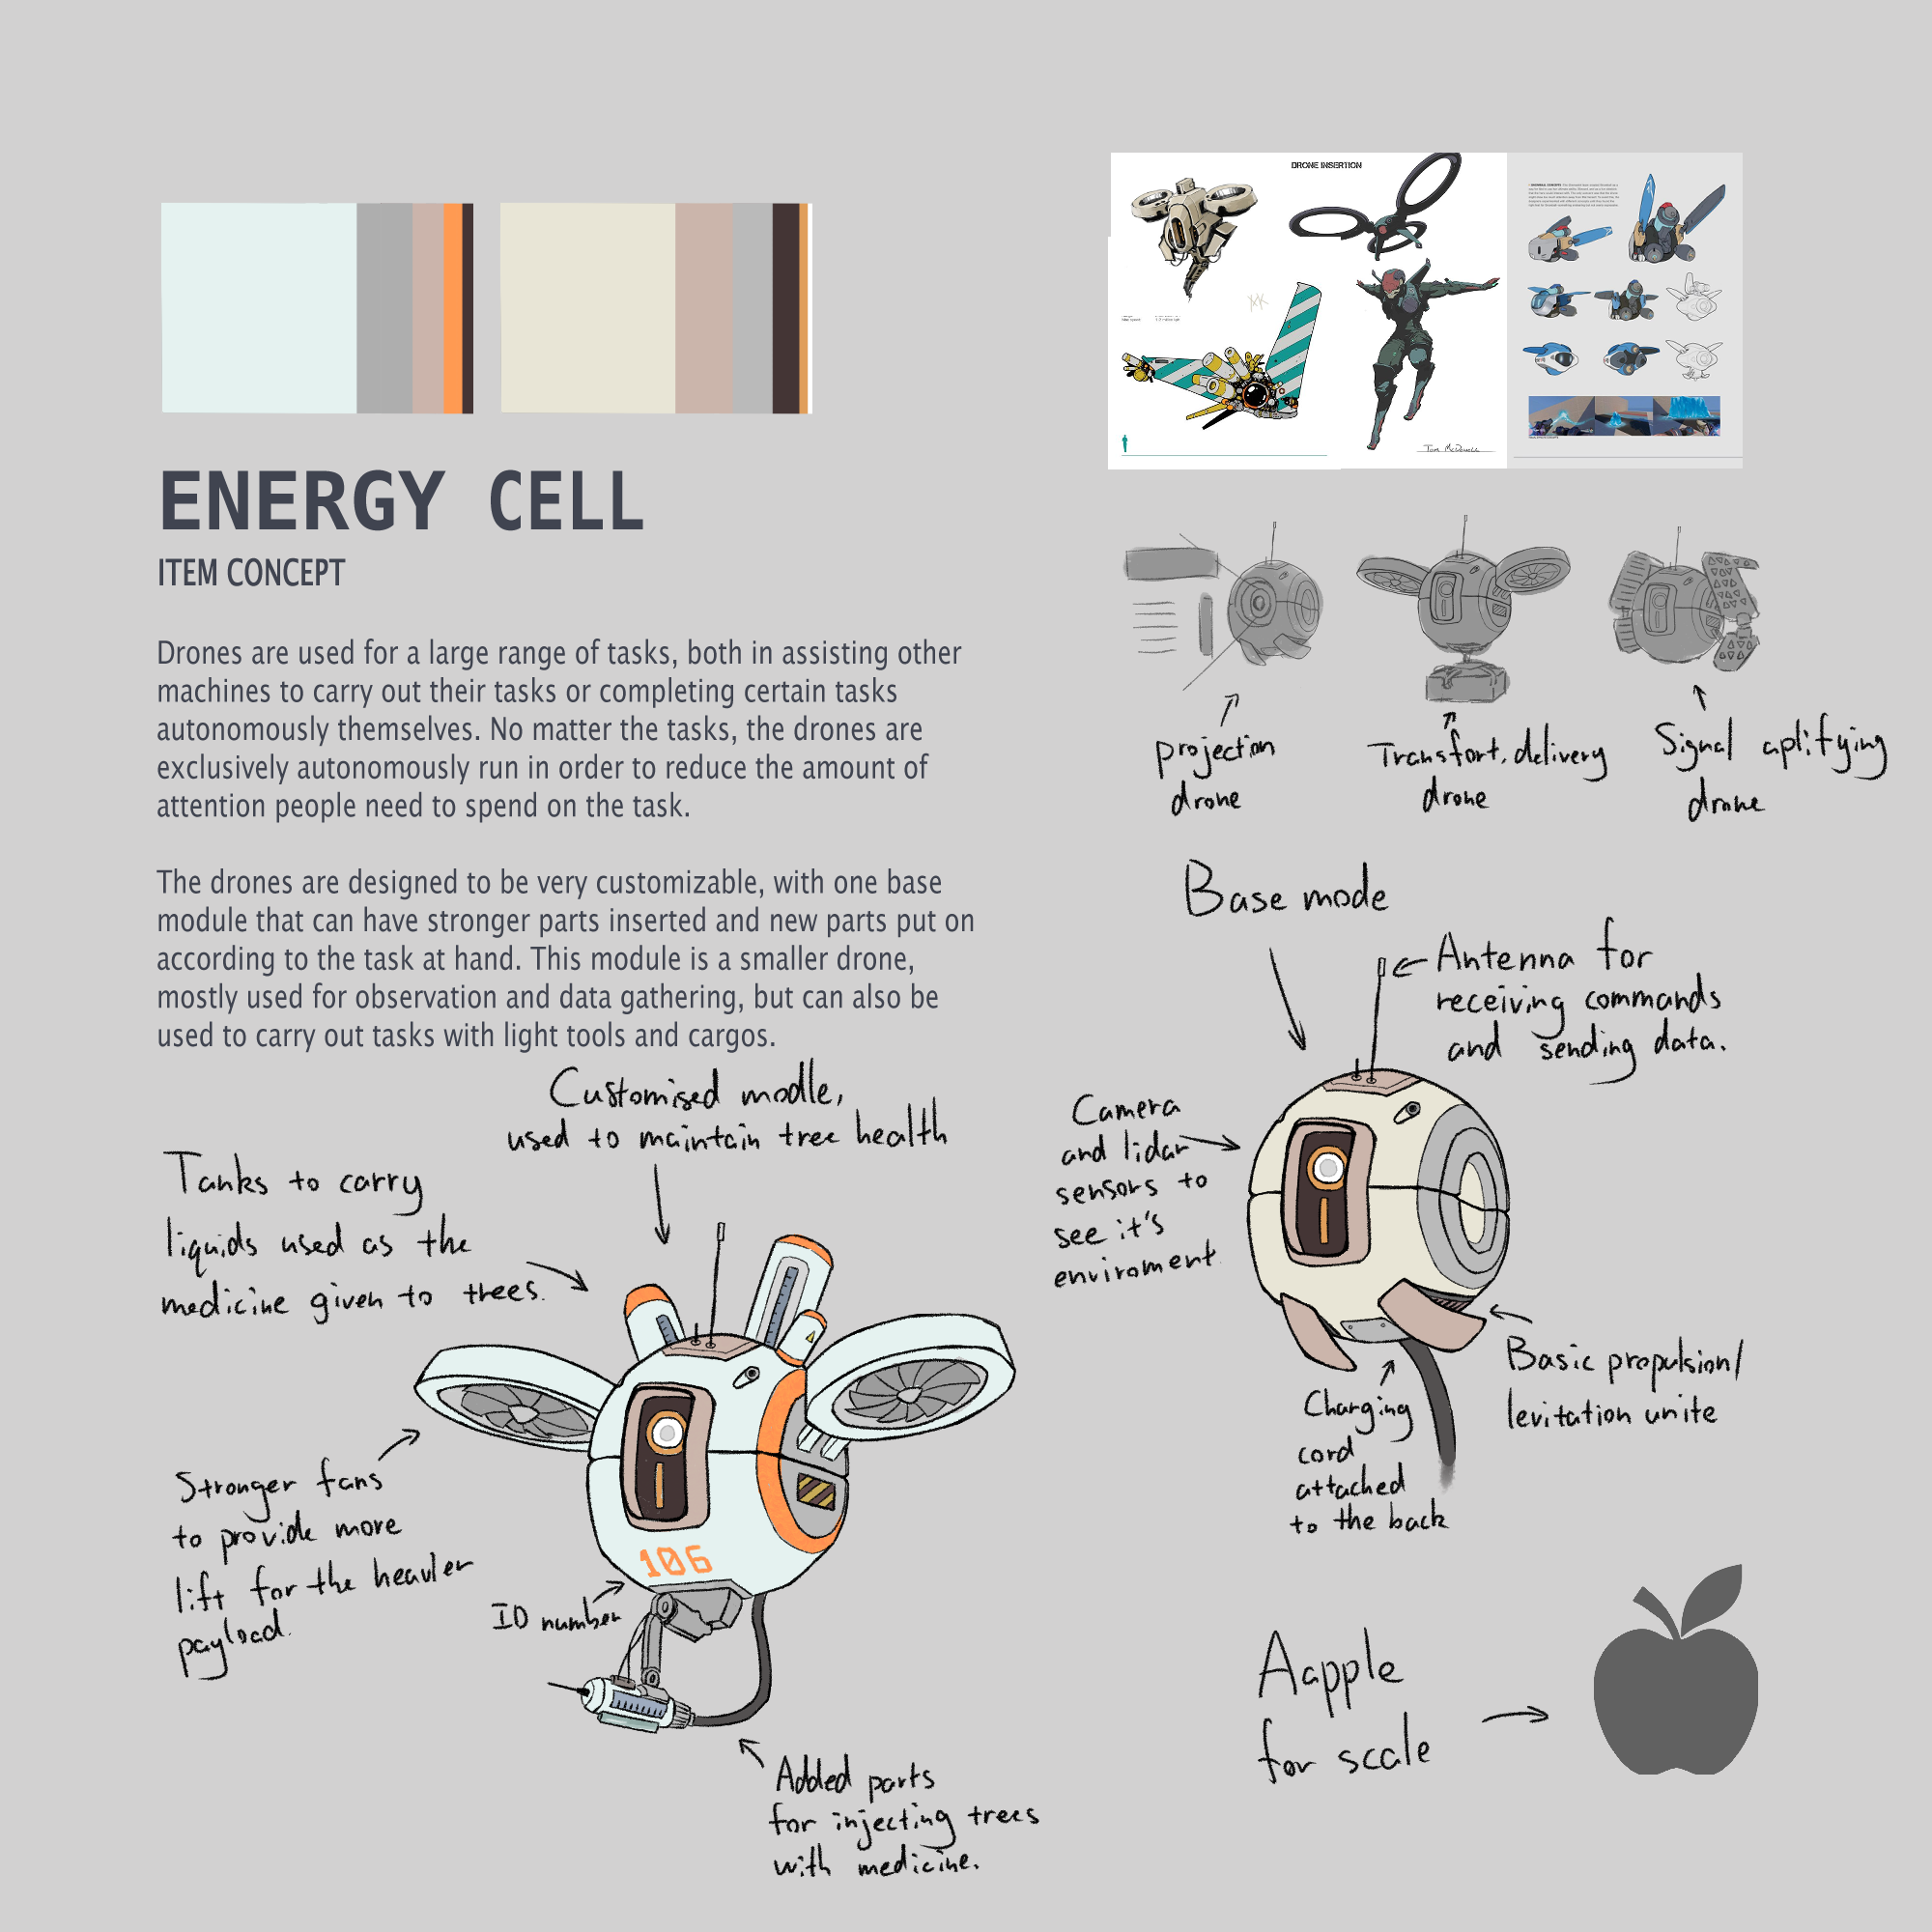 DRONE INSERTION
Tom McDowell
ENERGY CELL
ITEM CONCEPT
Drones are used for a large range of tasks, both in assisting other
machines to carry out their tasks or completing certain tasks
autonomously themselves. No matter the tasks, the drones are
exclusively autonomously run in order to reduce the amount of
attention people need to spend on the task.
The drones are designed to be very customizable, with one base
module that can have stronger parts inserted and new parts put on
according to the task at hand. This module is a smaller drone,
mostly used for observation and data gathering, but can also be
used to carry out tasks with light tools and cargos.
projection
drone
Transfort, delivery
drone
Signal aplifying
drone
Base mode
Antenna for
receiving commands
and sending data.
Camera
and lidar
sensors to
see it's
enviroment.
Basic propulsion/
levitation unite
Charging
cord
attached
to the back
Customised modle,
used to maintain tree health
Tanks to carry
liquids used as the
medicine given to trees.
Stronger fans
to provide more
lift for the heavier
payload.
ID number
106
Added parts
for injecting trees
with medicine.
Aapple
for scale